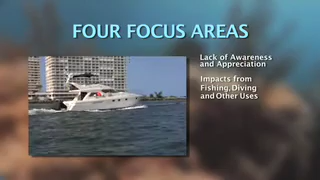 FOUR FOCUS AREAS
Lack of Awareness
and Appreciation
Impacts from
Fishing, Diving
and Other Uses